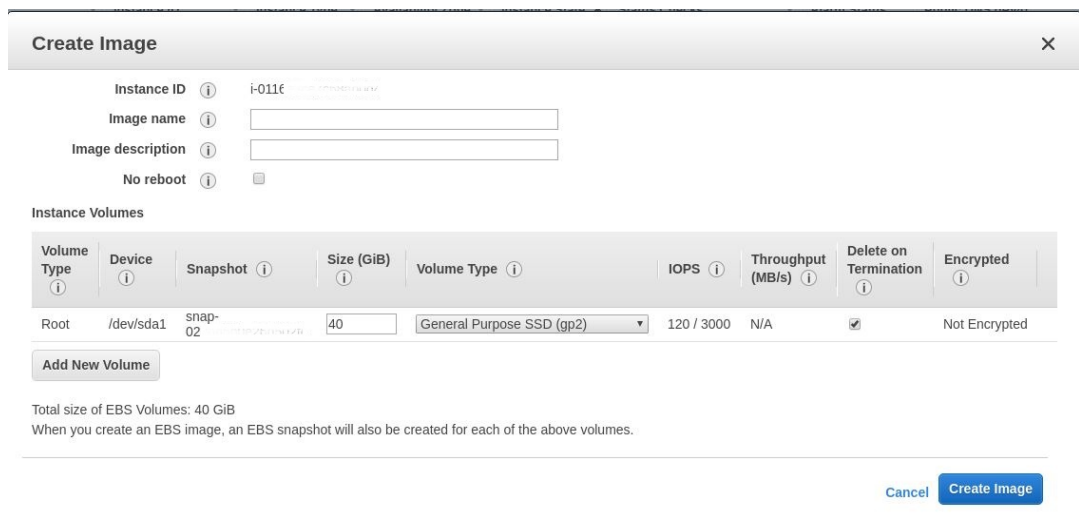 Create Image ×
Instance ID i i-0116
Image name i
Image description i
No reboot i
Instance Volumes
Volume Type i Device i Snapshot i Size (GiB) i Volume Type i IOPS i Throughput (MB/s) i Delete on Termination i Encrypted i
Root /dev/sda1 snap-02 40 General Purpose SSD (gp2) 120 / 3000 N/A Not Encrypted
Add New Volume
Total size of EBS Volumes: 40 GiB
When you create an EBS image, an EBS snapshot will also be created for each of the above volumes.
Cancel Create Image